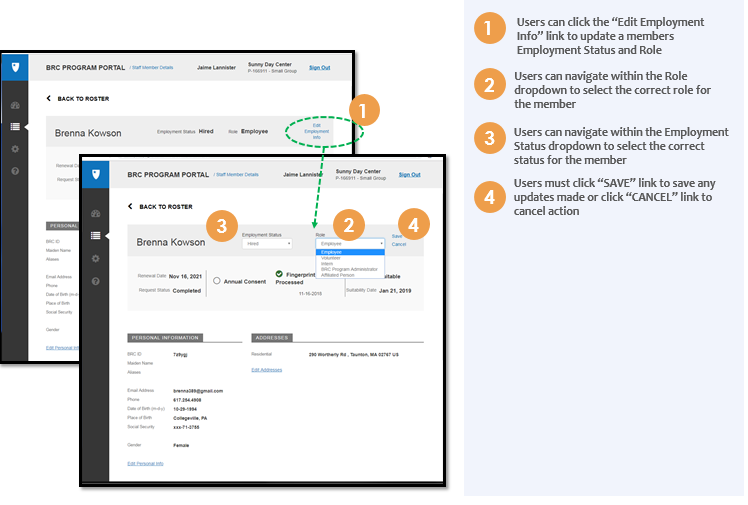 1
Users can click the “Edit Employment
Info” link to update a members
Employment Status and Role
2
Users can navigate within the Role
dropdown to select the correct role for
the member
3
Users can navigate within the Employment
Status dropdown to select the correct
status for the member
4
Users must click “SAVE” link to save any
updates made or click “CANCEL” link to
cancel action
BRC PROGRAM PORTAL / Staff Member Details Jaime Lannister Sunny Day Center Sign Out
P-166911 - Small Group
BACK TO ROSTER
1
Brenna Kowson Employment Status Hired Role Employee Edit
Employment
Info
Renewal Da
Request Sta
PERSONAL
BRC ID
Maiden Name
Aliases
Email Address
Phone
Date of Birth (m-d-y)
Place of Birth
Social Security
Gender
Edit Personal Info
BRC PROGRAM PORTAL / Staff Member Details Jaime Lannister Sunny Day Center Sign Out
P-166911 - Small Group
BACK TO ROSTER
3 2 4
Brenna Kowson Employment Status Role Save
Hired Employee Cancel
Employee
Volunteer
Intern
BRC Program Administrator
Affiliated Person
Renewal Date Nov 16, 2021 Annual Consent Fingerprint itable
Request Status Completed Processed Suitability Date Jan 21, 2019
11-16-2018
PERSONAL INFORMATION ADDRESSES
BRC ID
Residential 290 Wortherly Rd , Taunton, MA 02767 US
Maiden Name
Aliases Edit Addresses
Email Address brenna089@gmail.com
Phone 617.294.4908
Date of Birth (m-d-y) 10-29-1994
Place of Birth Collegeville, PA
Social Security xxx-71-3785
Gender Female
Edit Personal Info